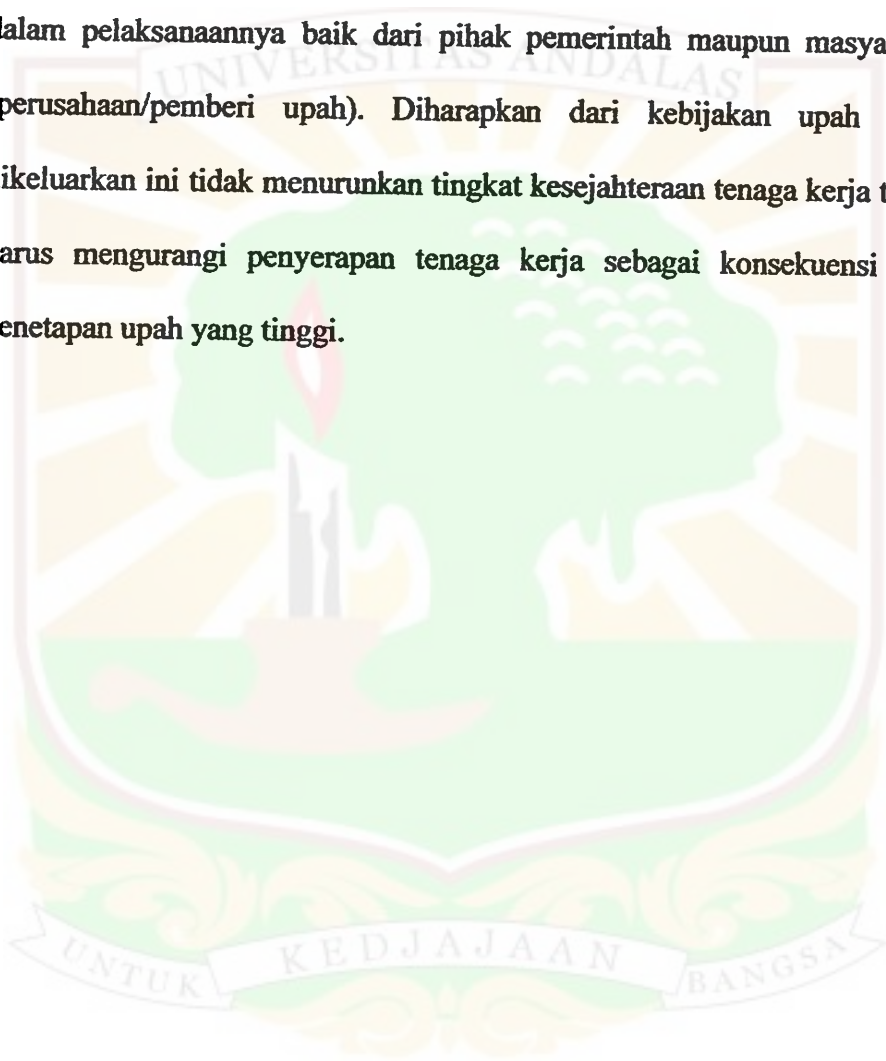 UNIVERSITAS ANDALAS
dalam pelaksanaannya baik dari pihak pemerintah maupun masya
perusahaan/pemberi upah). Diharapkan dari kebijakan upah
ikeluarkan ini tidak menurunkan tingkat kesejahteraan tenaga kerja t
arus mengurangi penyerapan tenaga kerja sebagai konsekuensi
enetapan upah yang tinggi.
UNTUK KEDJAJAAN BANGSA